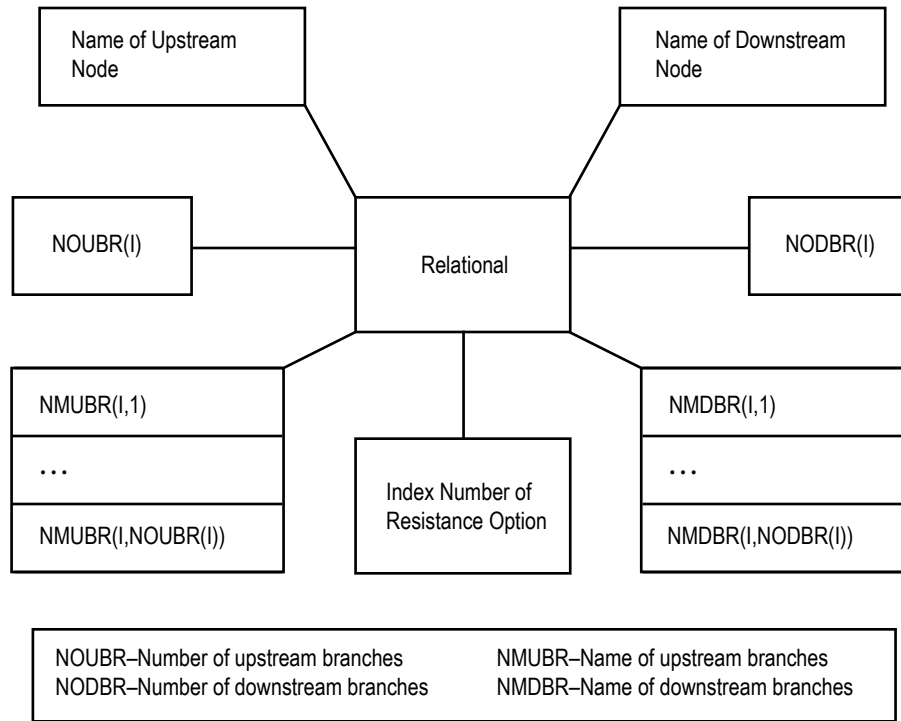 Name of Upstream
Node
Name of Downstream
Node
NOUBR(I)
Relational
NODBR(I)
NMUBR(I,1)
...
NMUBR(I,NOUBR(I))
Index Number of
Resistance Option
NMDBR(I,1)
...
NMDBR(I,NODBR(I))
NOUBR–Number of upstream branches
NODBR–Number of downstream branches
NMUBR–Name of upstream branches
NMDBR–Name of downstream branches